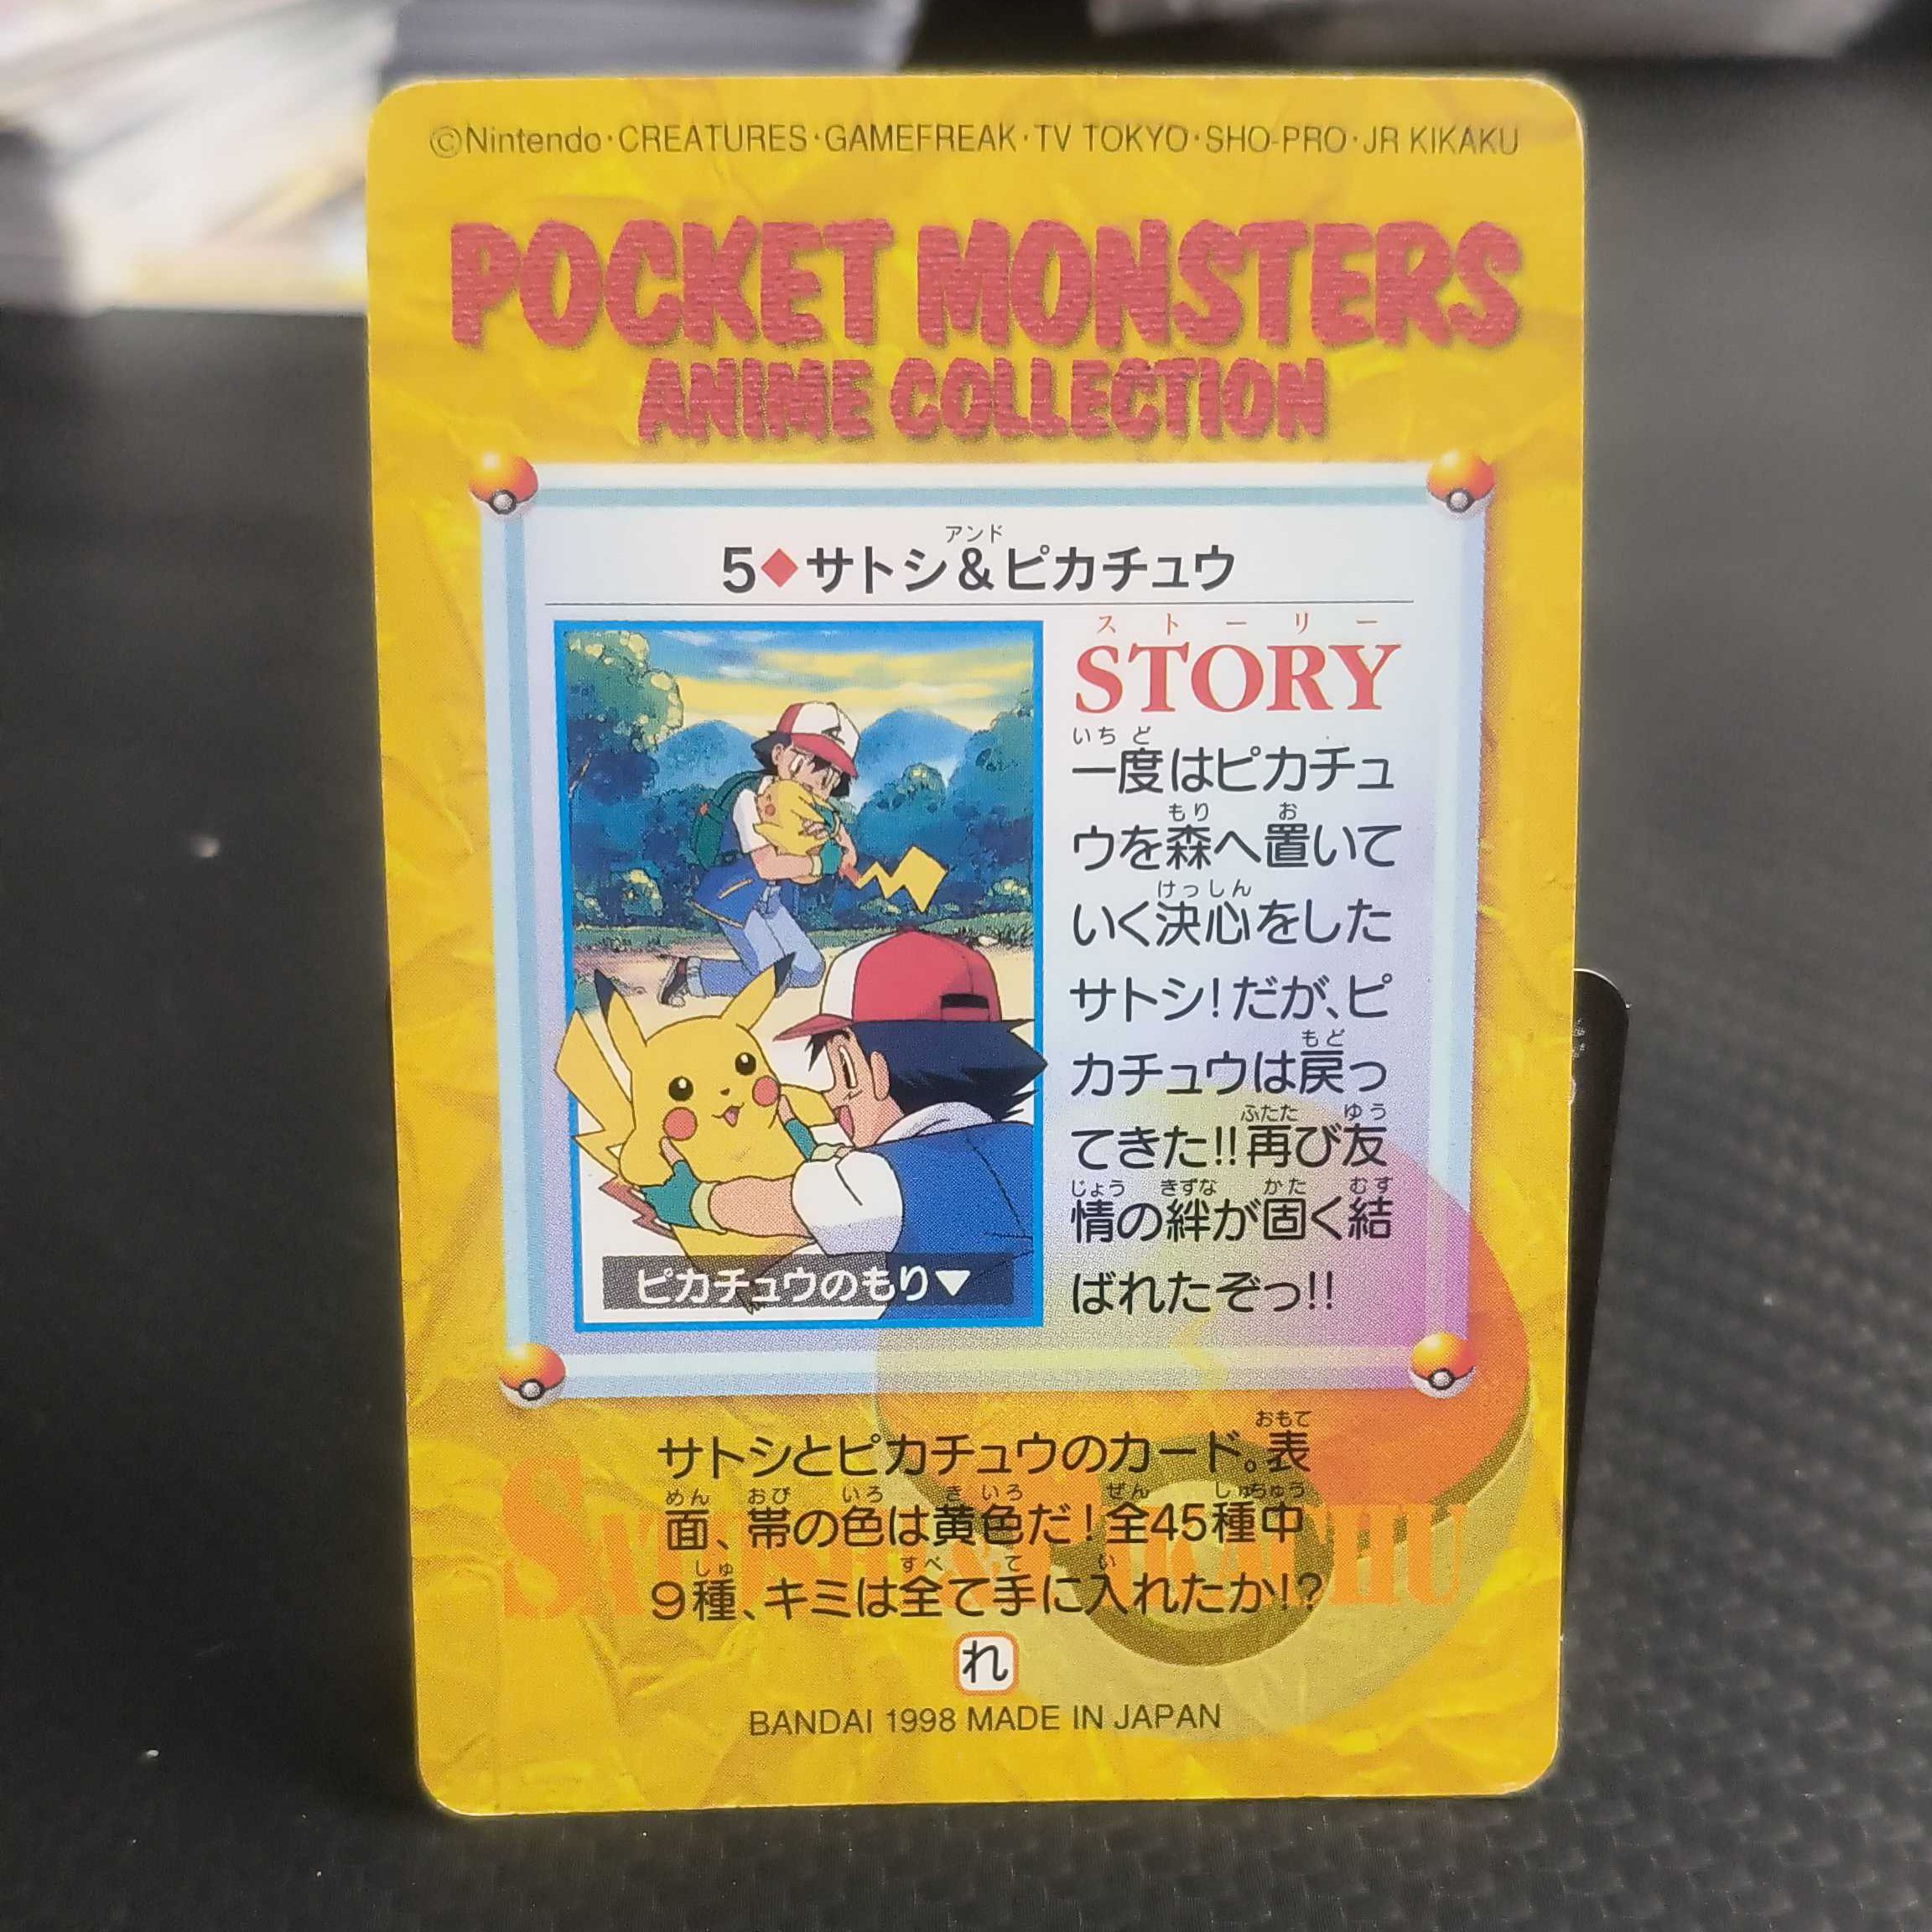 ©Nintendo・CREATURES・GAMEFREAK・TV TOKYO・SHO-PRO・JR KIKAKU
POCKET MONSTERS
ANIME COLLECTION
アンド
5◆サトシ&ピカチュウ
ストーリー
STORY
いちど
一度はピカチュ
もり お
ウを森へ置いて
けっしん
いく決心をした
サトシ!だが、ピ
もど
カチュウは戻っ
ふたた ゆう
てきた!!再び友
じょう きずな かた むす
情の絆が固く結
ばれたぞっ!!
ピカチュウのもり▼
おもて
サトシとピカチュウのカード。表
めん おび いろ きいろ ぜん しゅちゅう
面、帯の色は黄色だ!全45種中
しゅ すべ て い
9種、キミは全て手に入れたか!?
SATOSHI & PIKACHU
れ
BANDAI 1998 MADE IN JAPAN